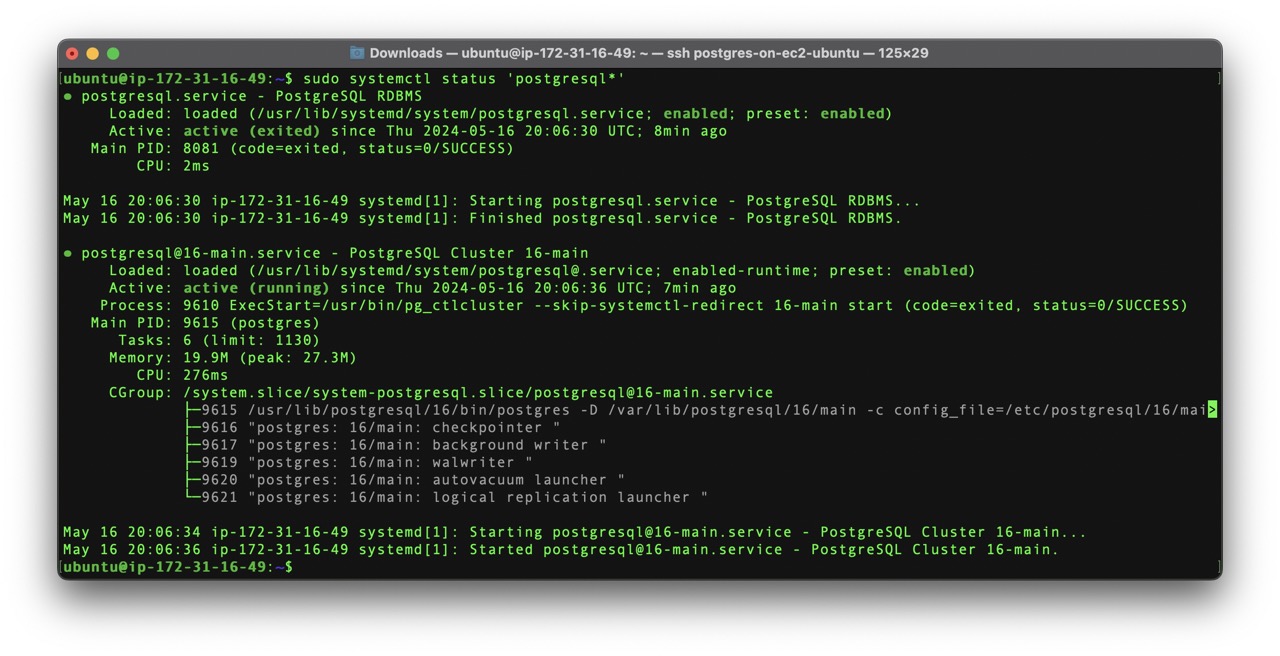 Downloads — ubuntu@ip-172-31-16-49: ~ — ssh postgres-on-ec2-ubuntu — 125×29
ubuntu@ip-172-31-16-49:~$ sudo systemctl status 'postgresql*'
● postgresql.service - PostgreSQL RDBMS
     Loaded: loaded (/usr/lib/systemd/system/postgresql.service; enabled; preset: enabled)
     Active: active (exited) since Thu 2024-05-16 20:06:30 UTC; 8min ago
   Main PID: 8081 (code=exited, status=0/SUCCESS)
        CPU: 2ms

May 16 20:06:30 ip-172-31-16-49 systemd[1]: Starting postgresql.service - PostgreSQL RDBMS...
May 16 20:06:30 ip-172-31-16-49 systemd[1]: Finished postgresql.service - PostgreSQL RDBMS.

● postgresql@16-main.service - PostgreSQL Cluster 16-main
     Loaded: loaded (/usr/lib/systemd/system/postgresql@.service; enabled-runtime; preset: enabled)
     Active: active (running) since Thu 2024-05-16 20:06:36 UTC; 7min ago
    Process: 9610 ExecStart=/usr/bin/pg_ctlcluster --skip-systemctl-redirect 16-main start (code=exited, status=0/SUCCESS)
   Main PID: 9615 (postgres)
      Tasks: 6 (limit: 1130)
     Memory: 19.9M (peak: 27.3M)
        CPU: 276ms
     CGroup: /system.slice/system-postgresql.slice/postgresql@16-main.service
             ├─9615 /usr/lib/postgresql/16/bin/postgres -D /var/lib/postgresql/16/main -c config_file=/etc/postgresql/16/mai>
             ├─9616 "postgres: 16/main: checkpointer "
             ├─9617 "postgres: 16/main: background writer "
             ├─9619 "postgres: 16/main: walwriter "
             ├─9620 "postgres: 16/main: autovacuum launcher "
             └─9621 "postgres: 16/main: logical replication launcher "

May 16 20:06:34 ip-172-31-16-49 systemd[1]: Starting postgresql@16-main.service - PostgreSQL Cluster 16-main...
May 16 20:06:36 ip-172-31-16-49 systemd[1]: Started postgresql@16-main.service - PostgreSQL Cluster 16-main.
ubuntu@ip-172-31-16-49:~$